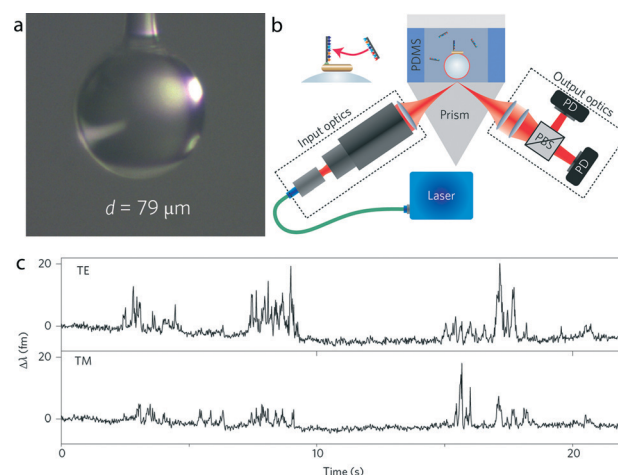 a
d = 79 μm
b
PDMS
Input optics
Prism
Laser
Output optics
PBS
PD
PD
c
TE
20
0
Δλ (fm)
TM
20
0
0
10
20
Time (s)